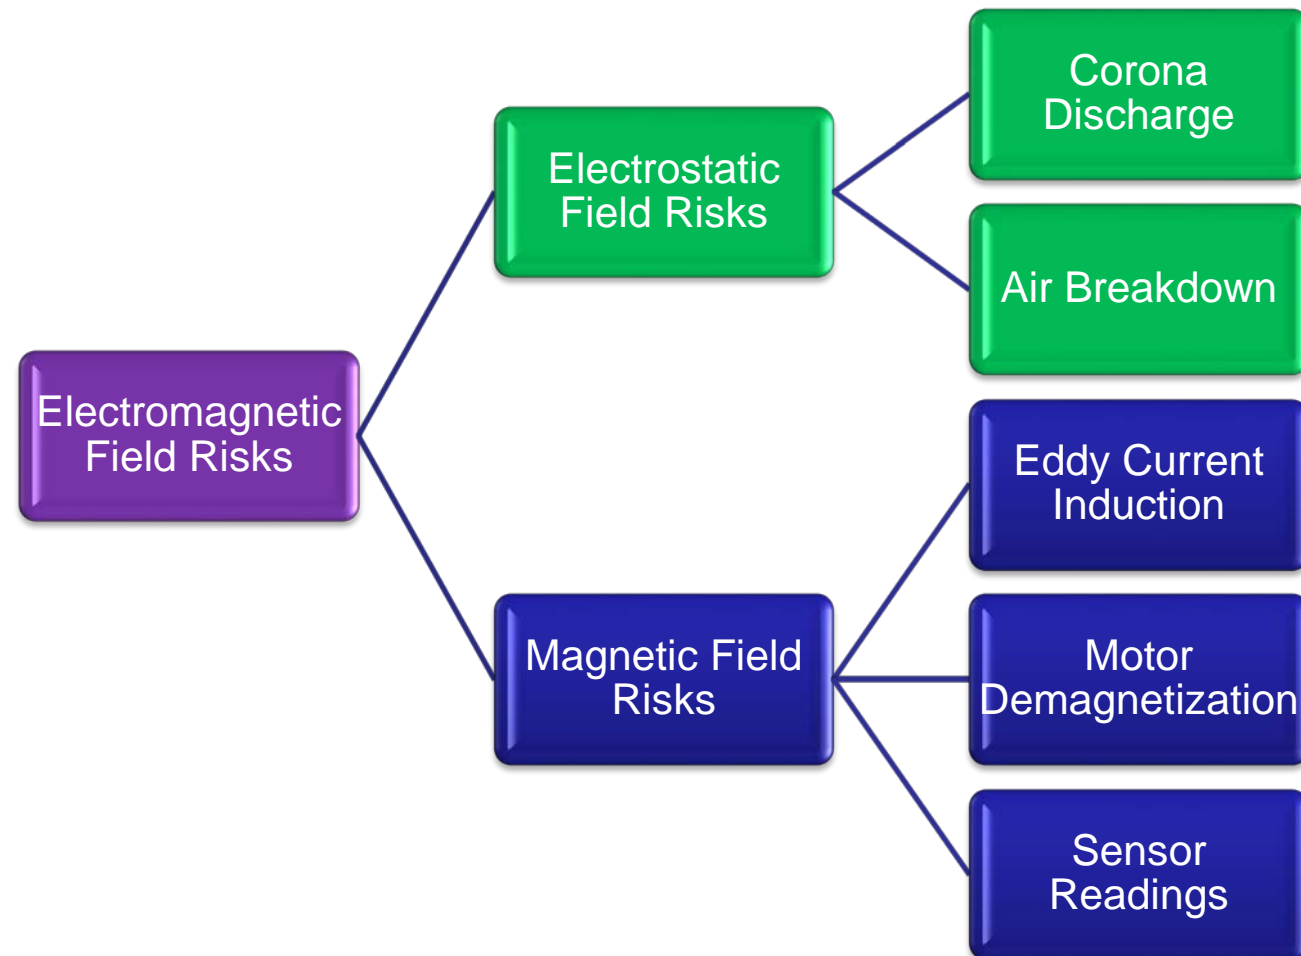 Electromagnetic
Field Risks
Electrostatic
Field Risks
Corona
Discharge
Air Breakdown
Magnetic Field
Risks
Eddy Current
Induction
Motor
Demagnetization
Sensor
Readings